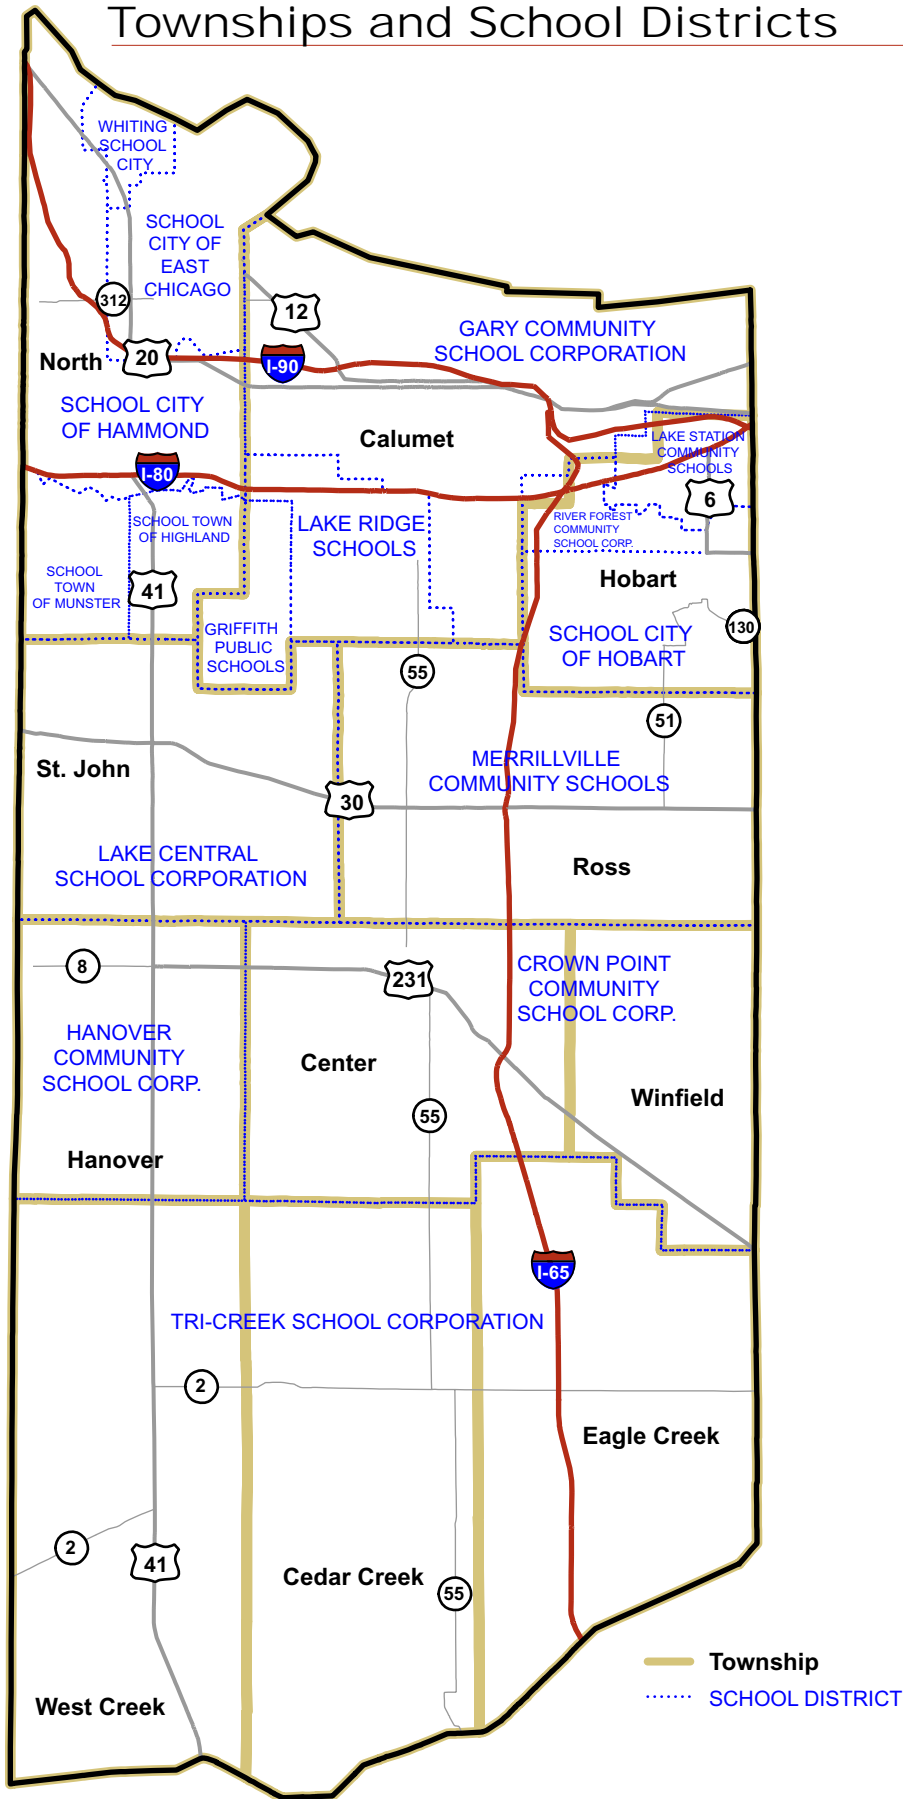 Townships and School Districts
WHITING
SCHOOL
CITY
SCHOOL
CITY OF
EAST
CHICAGO
312
12
GARY COMMUNITY
SCHOOL CORPORATION
North
20
I-90
SCHOOL CITY
OF HAMMOND
Calumet
LAKE STATION
COMMUNITY
SCHOOLS
I-80
6
SCHOOL TOWN
OF HIGHLAND
LAKE RIDGE
SCHOOLS
RIVER FOREST
COMMUNITY
SCHOOL CORP.
SCHOOL
TOWN
OF MUNSTER
41
Hobart
GRIFFITH
PUBLIC
SCHOOLS
SCHOOL CITY
OF HOBART
130
55
51
St. John
MERRILLVILLE
COMMUNITY SCHOOLS
30
LAKE CENTRAL
SCHOOL CORPORATION
Ross
8
231
CROWN POINT
COMMUNITY
SCHOOL CORP.
HANOVER
COMMUNITY
SCHOOL CORP.
Center
Winfield
55
Hanover
I-65
TRI-CREEK SCHOOL CORPORATION
2
Eagle Creek
2
41
Cedar Creek
55
Township
SCHOOL DISTRICT
West Creek